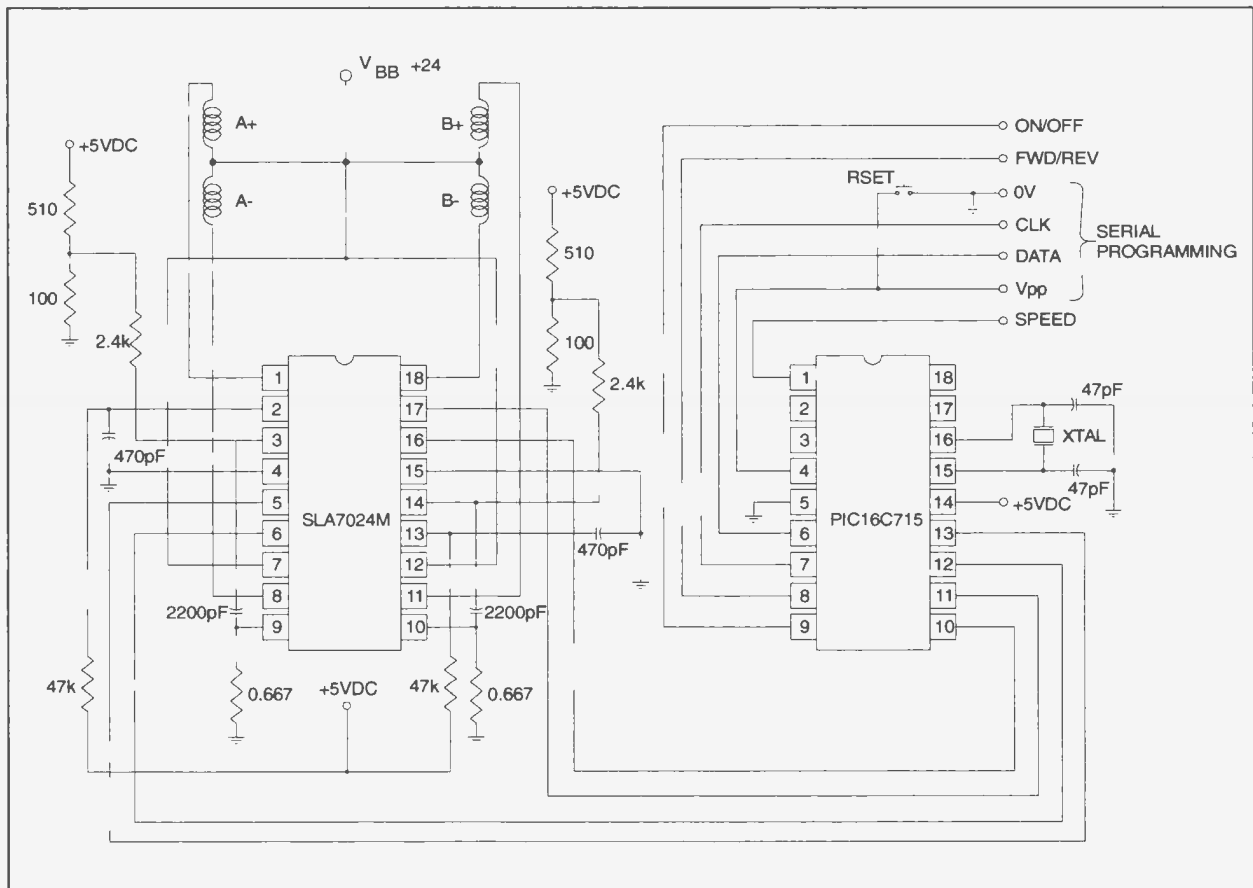 V BB +24
A+
B+
+5VDC
510
100
2.4k
A-
B-
+5VDC
510
100
2.4k
ON/OFF
FWD/REV
RSET
0V
CLK
DATA
Vpp
SERIAL
PROGRAMMING
SPEED
1
2
3
4
5
6
7
8
9
18
17
16
15
14
13
12
11
10
SLA7024M
470pF
470pF
2200pF
2200pF
47k
0.667
+5VDC
47k
0.667
1
2
3
4
5
6
7
8
9
18
17
16
15
14
13
12
11
10
PIC16C715
47pF
XTAL
47pF
+5VDC